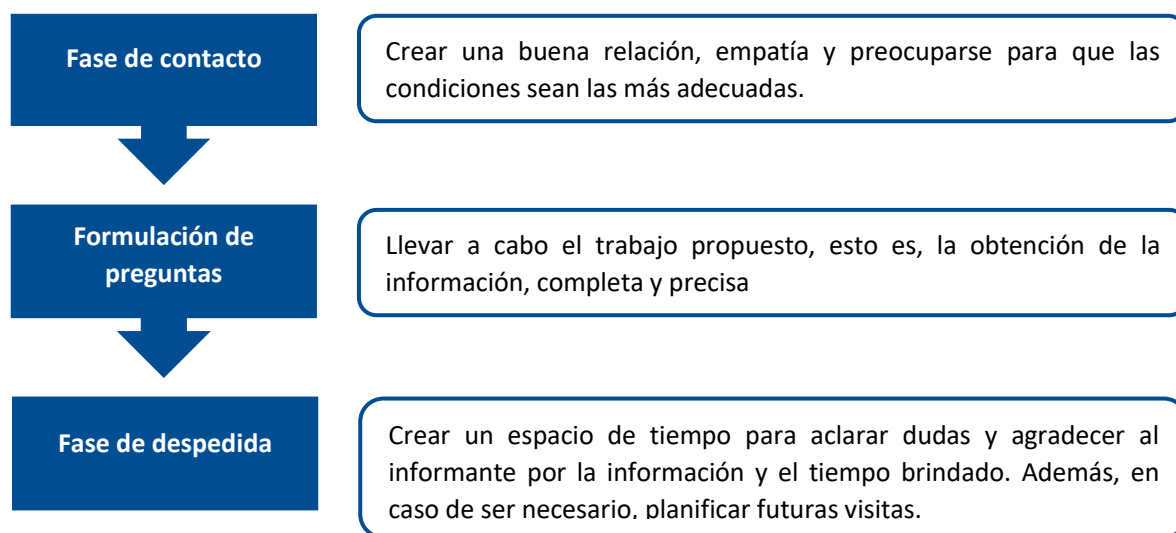 Fase de contacto
Crear una buena relación, empatía y preocuparse para que las
condiciones sean las más adecuadas.
Formulación de
preguntas
Llevar a cabo el trabajo propuesto, esto es, la obtención de la
información, completa y precisa
Fase de despedida
Crear un espacio de tiempo para aclarar dudas y agradecer al
informante por la información y el tiempo brindado. Además, en
caso de ser necesario, planificar futuras visitas.